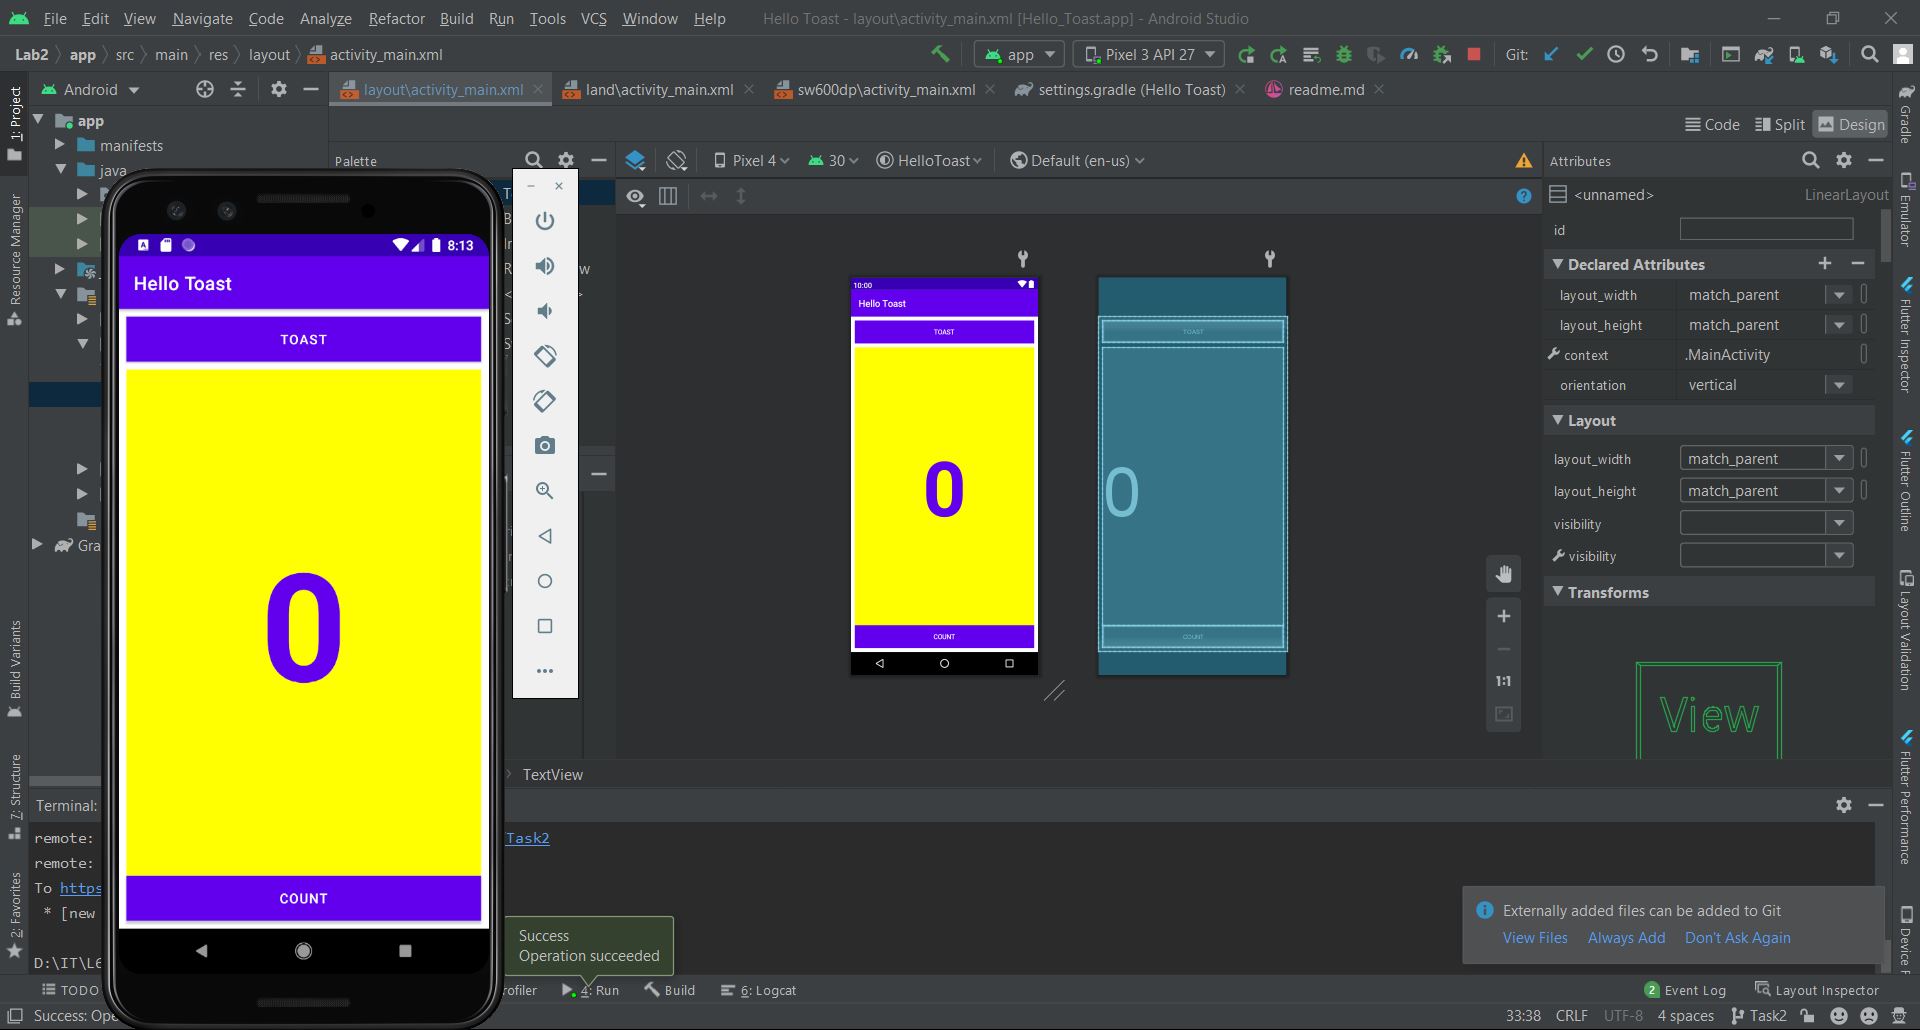 File Edit View Navigate Code Analyze Refactor Build Run Tools VCS Window Help Hello Toast - layout\activity_main.xml [Hello_Toast.app] - Android Studio
Lab2 app src main res layout activity_main.xml
app Pixel 3 API 27 Git:
Android layout\activity_main.xml land\activity_main.xml sw600dp\activity_main.xml settings.gradle (Hello Toast) readme.md
1: Project
Resource Manager
Build Variants
7: Structure
2: Favorites
app
manifests
java
Gra
Code Split Design
Palette
Pixel 4 30 HelloToast Default (en-us)
Attributes
<unnamed> LinearLayout
id
Declared Attributes
layout_width match_parent
layout_height match_parent
context .MainActivity
orientation vertical
Layout
layout_width match_parent
layout_height match_parent
visibility
visibility
Transforms
View
Gradle
Emulator
Flutter Inspector
Flutter Outline
Layout Validation
Flutter Performance
8:13
Hello Toast
TOAST
0
COUNT
10:00
Hello Toast
TOAST
0
COUNT
TOAST
0
COUNT
1:1
TextView
Terminal:
remote: Task2
remote:
To https
* [new
D:\IT\L
Success
Operation succeeded
Externally added files can be added to Git
View Files Always Add Don't Ask Again
TODO rofiler 4: Run Build 6: Logcat Event Log Layout Inspector
2
Success: Ope 33:38 CRLF UTF-8 4 spaces Task2